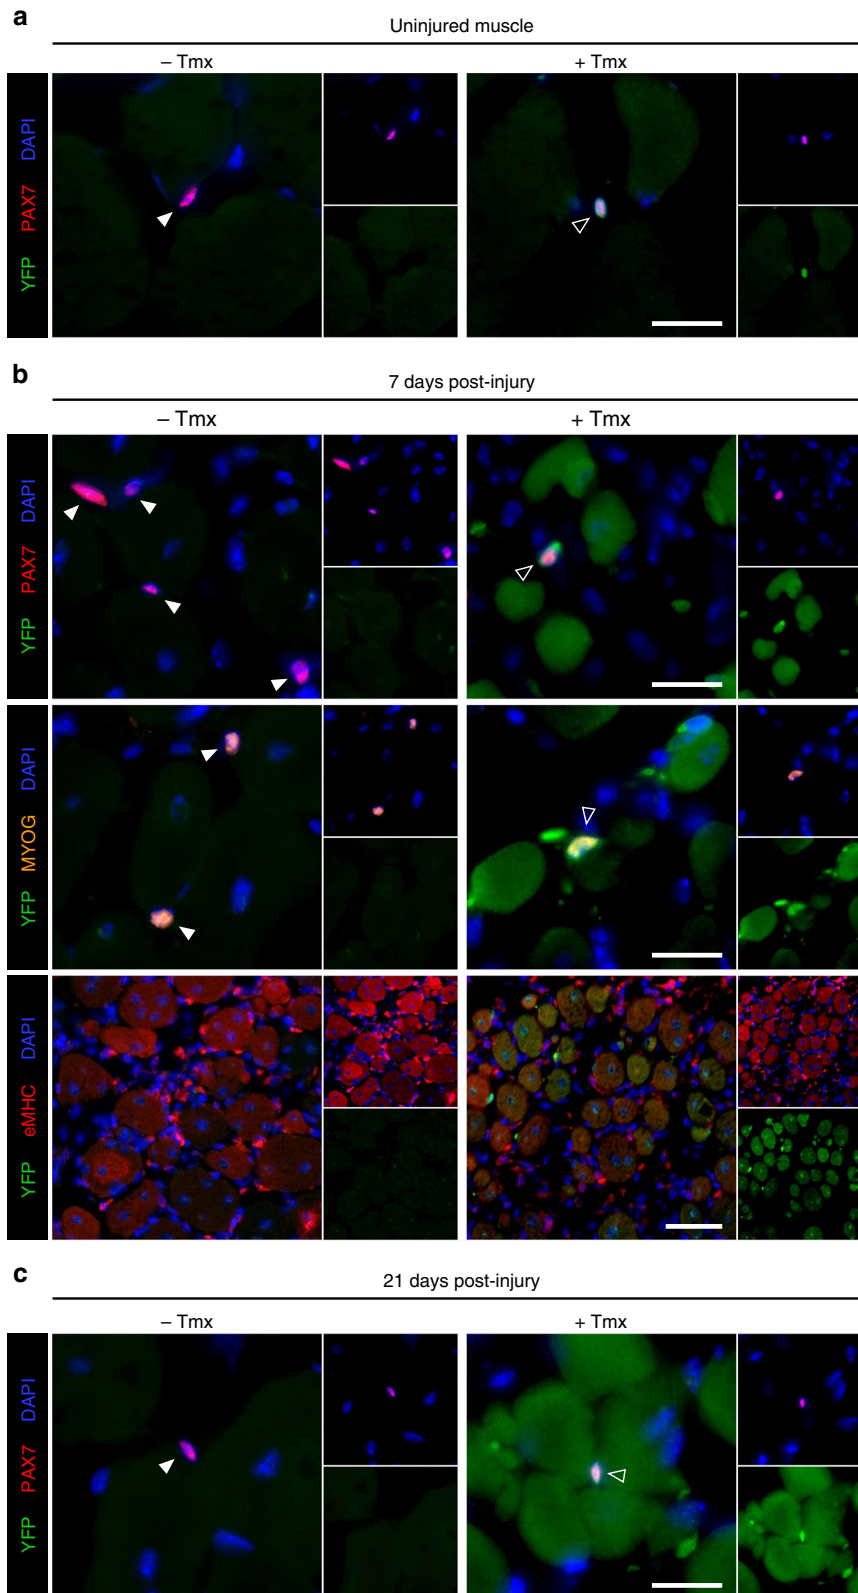 a
Uninjured muscle
– Tmx
+ Tmx
YFP PAX7 DAPI
b
7 days post-injury
– Tmx
+ Tmx
YFP PAX7 DAPI
YFP MYOG DAPI
YFP eMHC DAPI
c
21 days post-injury
– Tmx
+ Tmx
YFP PAX7 DAPI